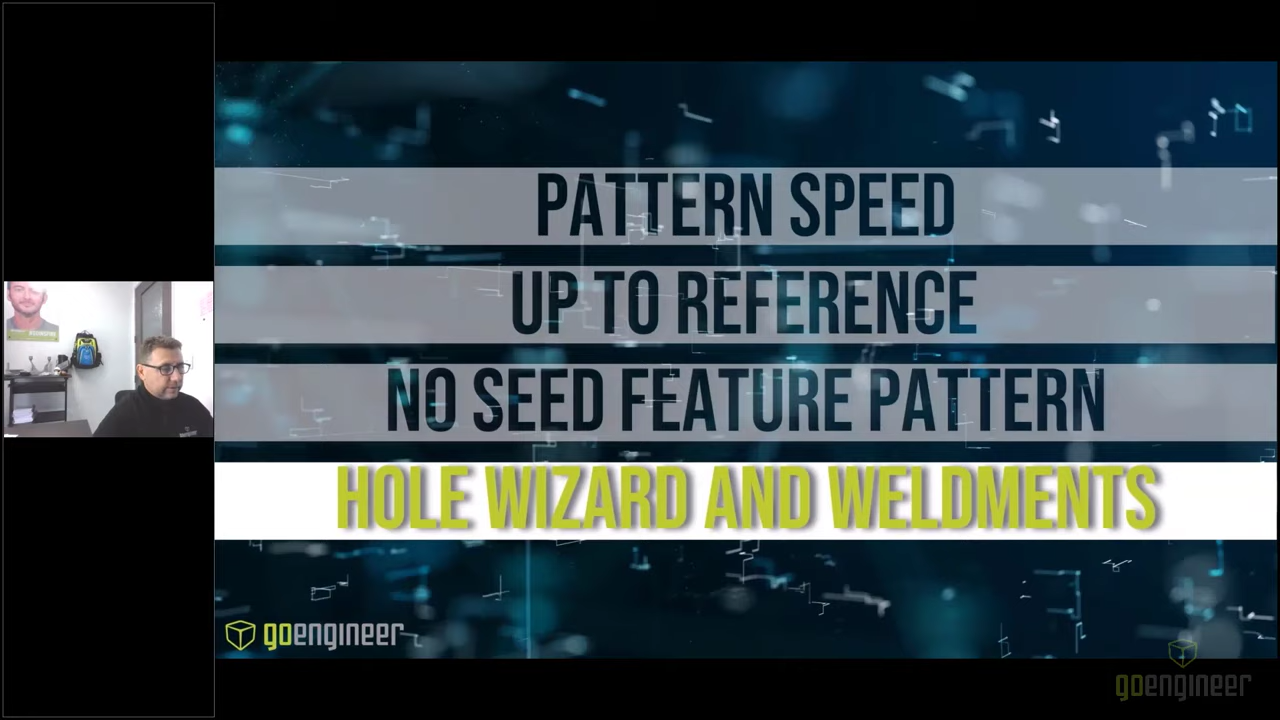 PATTERN SPEED
UP TO REFERENCE
NO SEED FEATURE PATTERN
HOLE WIZARD AND WELDMENTS
goengineer
goengineer